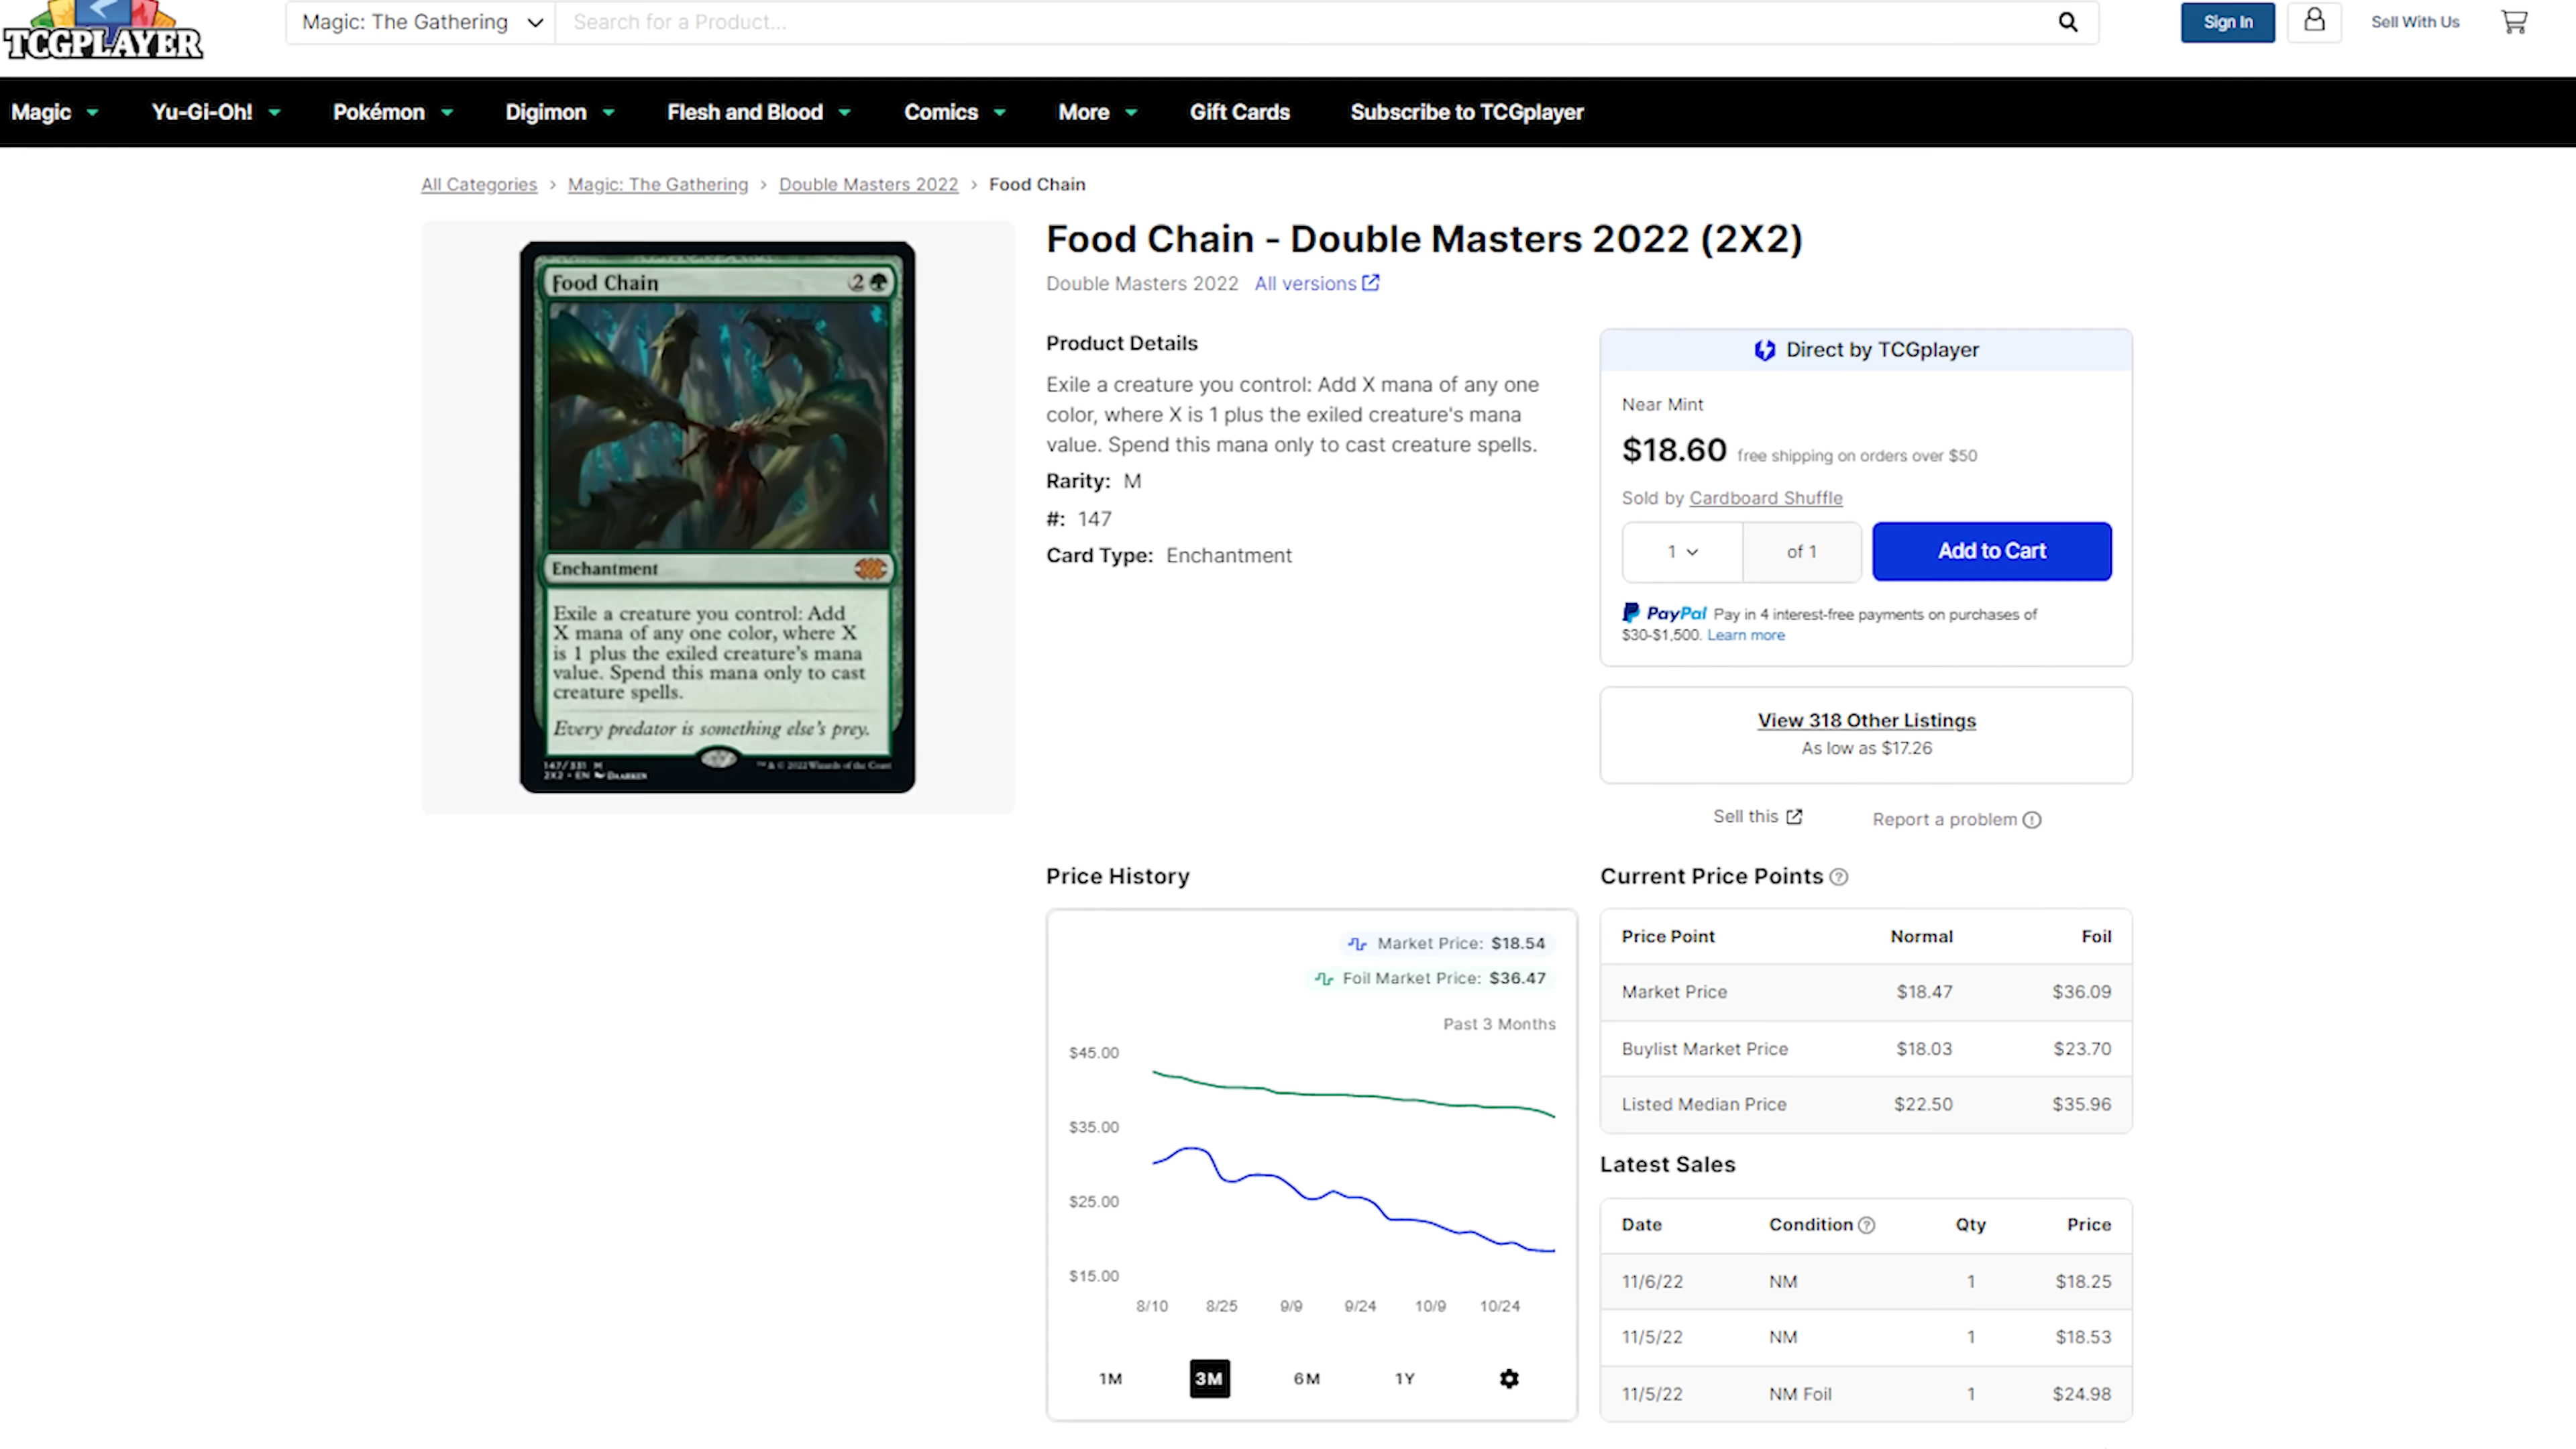 TCGPLAYER
Magic: The Gathering
Search for a Product...
Sign In
Sell With Us
Magic
Yu-Gi-Oh!
Pokémon
Digimon
Flesh and Blood
Comics
More
Gift Cards
Subscribe to TCGplayer
All Categories > Magic: The Gathering > Double Masters 2022 > Food Chain
Food Chain 2
Enchantment
Exile a creature you control: Add
X mana of any one color, where X
is 1 plus the exiled creature's mana
value. Spend this mana only to cast
creature spells.
Every predator is something else's prey.
147/331 M
2X2 • EN Daarken
™ & © 2022 Wizards of the Coast
Food Chain - Double Masters 2022 (2X2)
Double Masters 2022 All versions
Product Details
Exile a creature you control: Add X mana of any one
color, where X is 1 plus the exiled creature's mana
value. Spend this mana only to cast creature spells.
Rarity: M
#: 147
Card Type: Enchantment
Direct by TCGplayer
Near Mint
$18.60 free shipping on orders over $50
Sold by Cardboard Shuffle
1 of 1 Add to Cart
PayPal Pay in 4 interest-free payments on purchases of
$30-$1,500. Learn more
View 318 Other Listings
As low as $17.26
Sell this
Report a problem
Price History
Market Price: $18.54
Foil Market Price: $36.47
Past 3 Months
$45.00
$35.00
$25.00
$15.00
8/10 8/25 9/9 9/24 10/9 10/24
1M 3M 6M 1Y
Current Price Points
Price Point Normal Foil
Market Price $18.47 $36.09
Buylist Market Price $18.03 $23.70
Listed Median Price $22.50 $35.96
Latest Sales
Date Condition Qty Price
11/6/22 NM 1 $18.25
11/5/22 NM 1 $18.53
11/5/22 NM Foil 1 $24.98